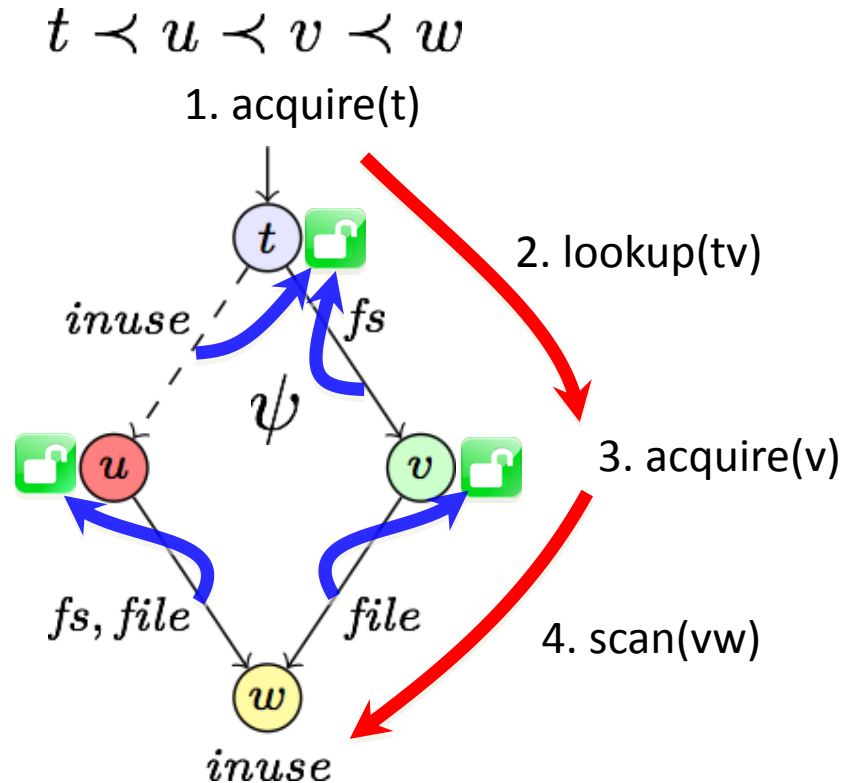 t ≺ u ≺ v ≺ w
1. acquire(t)
t
2. lookup(tv)
inuse
fs
ψ
u
v
3. acquire(v)
fs, file
file
4. scan(vw)
w
inuse